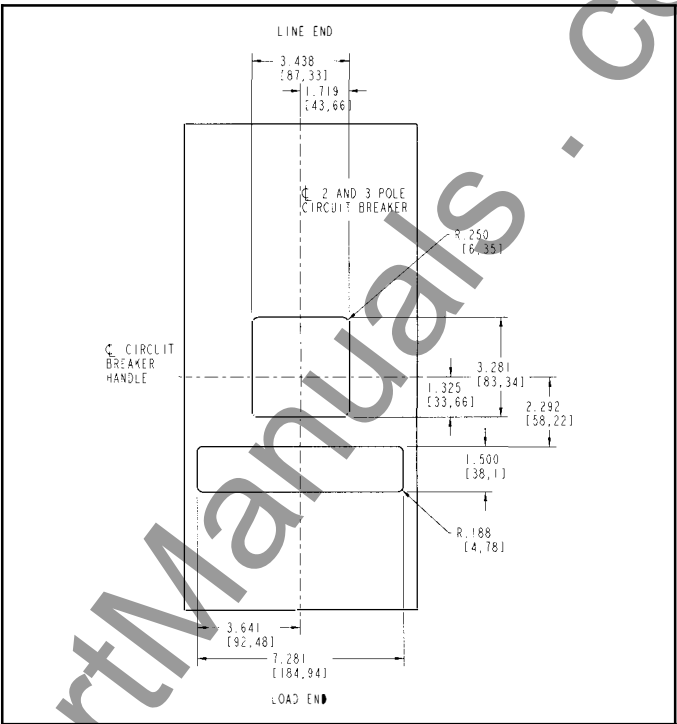 LINE END
3.438
[87,33]
1.719
[43,66]
℄ 2 AND 3 POLE
CIRCUIT BREAKER
R.250
[6,35]
℄ CIRCUIT
BREAKER
HANDLE
3.281
[83,34]
1.325
[33,66]
2.292
[58,22]
1.500
[38,1]
R.188
[4,78]
3.641
[92,48]
7.281
[184,94]
LOAD END
rtManuals . co